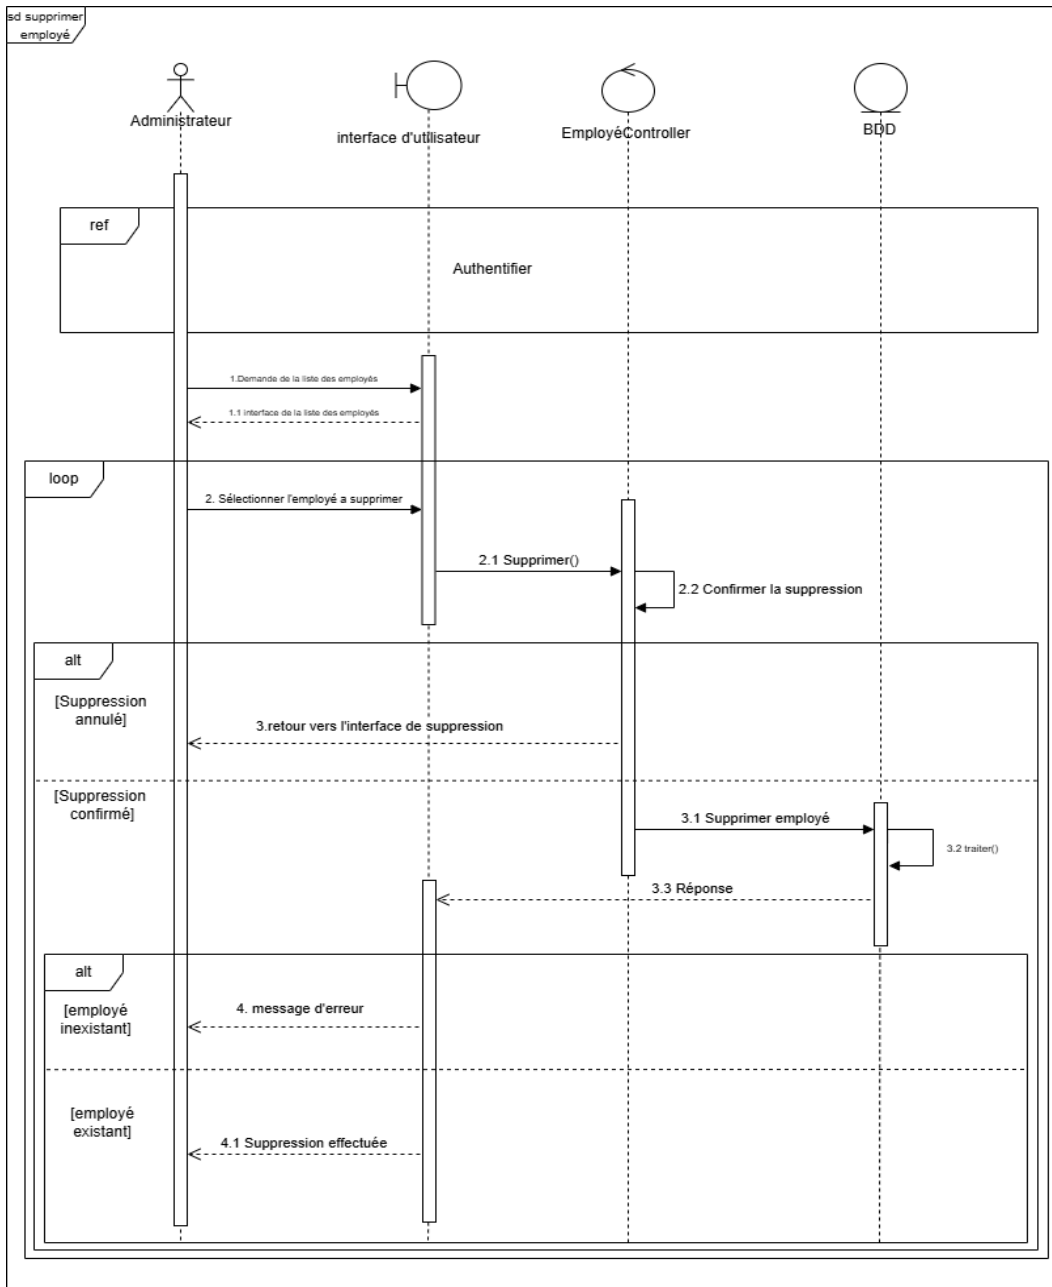 sd supprimer
employé
Administrateur
interface d'utilisateur
EmployéController
BDD
ref
Authentifier
1.Demande de la liste des employés
1.1 interface de la liste des employés
loop
2. Sélectionner l'employé a supprimer
2.1 Supprimer()
2.2 Confirmer la suppression
alt
[Suppression
annulé]
3.retour vers l'interface de suppression
[Suppression
confirmé]
3.1 Supprimer employé
3.2 traiter()
3.3 Réponse
alt
[employé
inexistant]
4. message d'erreur
[employé
existant]
4.1 Suppression effectuée